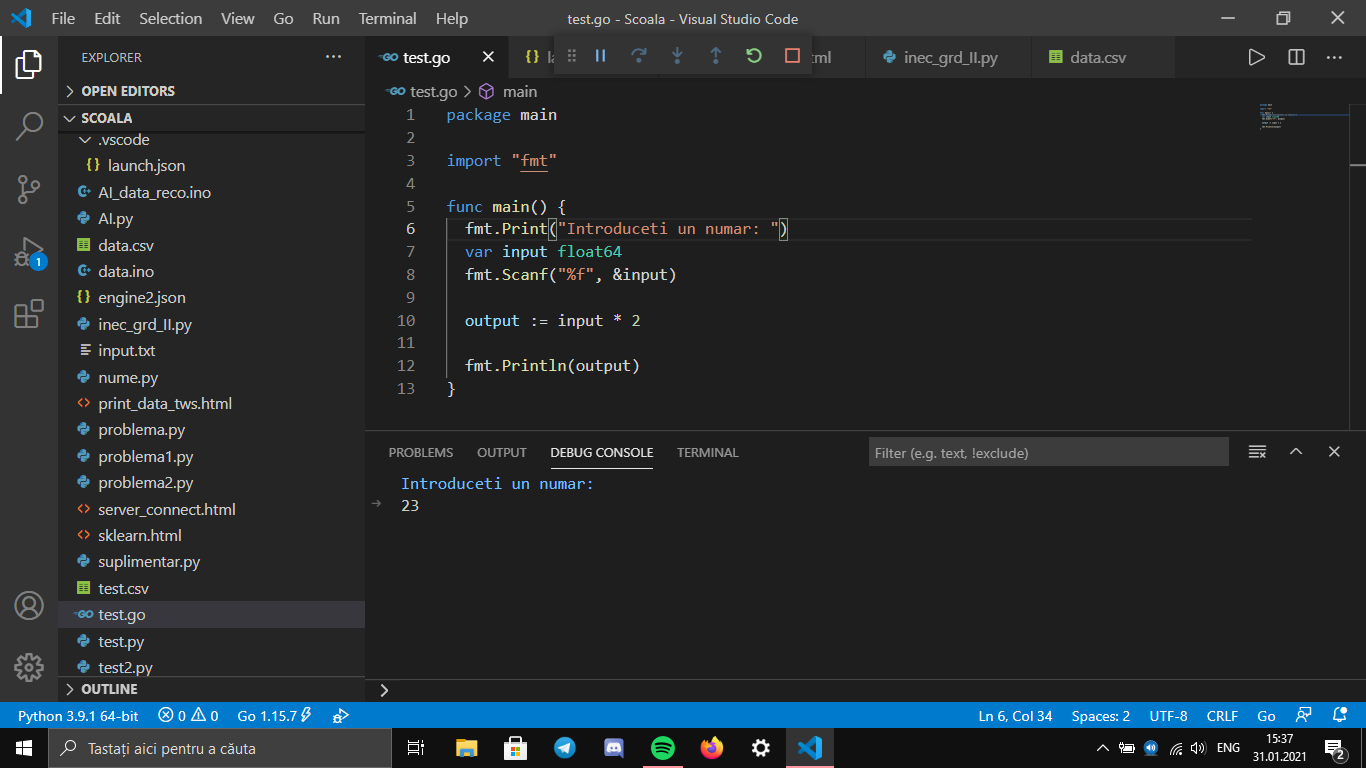 File Edit Selection View Go Run Terminal Help test.go - Scoala - Visual Studio Code
EXPLORER
OPEN EDITORS
SCOALA
.vscode
{} launch.json
AI_data_reco.ino
AI.py
data.csv
data.ino
{} engine2.json
inec_grd_II.py
input.txt
nume.py
<> print_data_tws.html
problema.py
problema1.py
problema2.py
<> server_connect.html
<> sklearn.html
suplimentar.py
test.csv
GO test.go
test.py
test2.py
OUTLINE
GO test.go {} inec_grd_II.py data.csv
GO test.go > main
1 package main
2
3 import "fmt"
4
5 func main() {
6 fmt.Print("Introduceti un numar: ")
7 var input float64
8 fmt.Scanf("%f", &input)
9
10 output := input * 2
11
12 fmt.Println(output)
13 }
PROBLEMS OUTPUT DEBUG CONSOLE TERMINAL Filter (e.g. text, !exclude)
Introduceti un numar:
23
1
Python 3.9.1 64-bit 0 0 Go 1.15.7 Ln 6, Col 34 Spaces: 2 UTF-8 CRLF Go
Tastați aici pentru a căuta ENG 15:37
31.01.2021 2